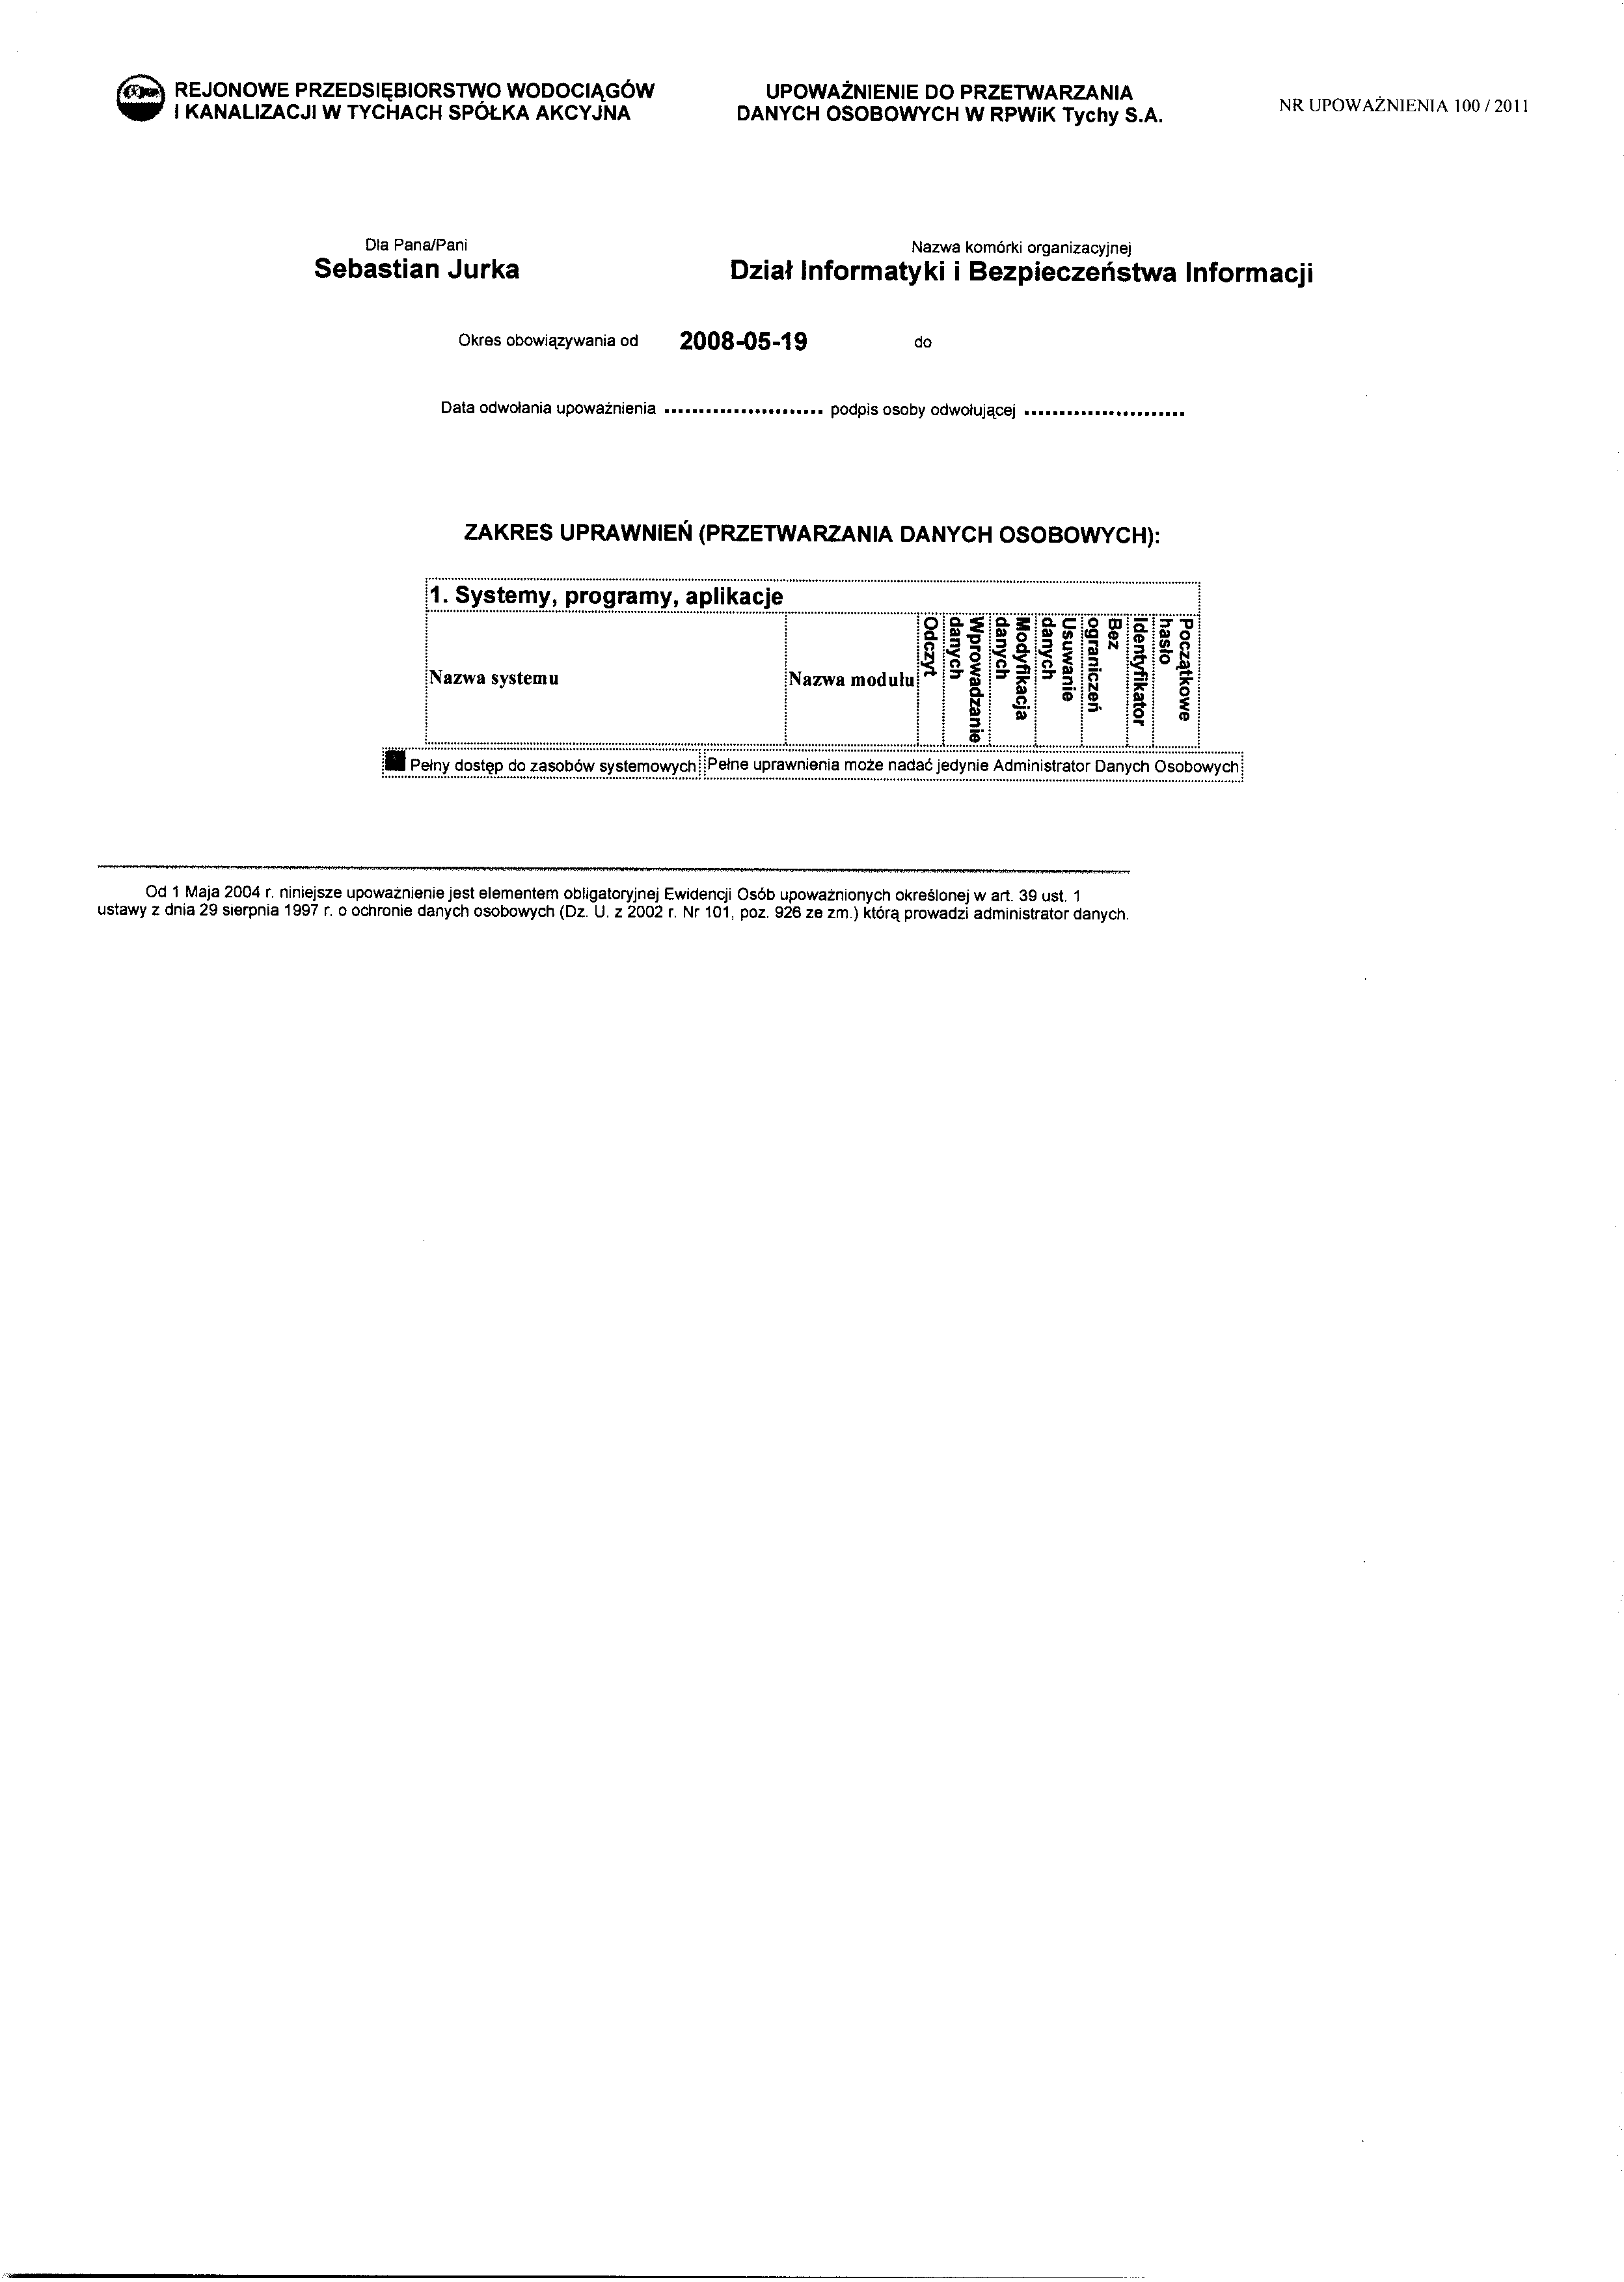 REJONOWE PRZEDSIĘBIORSTWO WODOCIĄGÓW
I KANALIZACJI W TYCHACH SPÓŁKA AKCYJNA
UPOWAŻNIENIE DO PRZETWARZANIA
DANYCH OSOBOWYCH W RPWiK Tychy S.A.
NR UPOWAŻNIENIA 100 / 2011
Dla Pana/Pani
Sebastian Jurka
Nazwa komórki organizacyjnej
Dział Informatyki i Bezpieczeństwa Informacji
Okres obowiązywania od 2008-05-19 do
Data odwołania upoważnienia ....................... podpis osoby odwołującej .......................
ZAKRES UPRAWNIEŃ (PRZETWARZANIA DANYCH OSOBOWYCH):
1. Systemy, programy, aplikacje
Nazwa systemu
Nazwa modułu
Odczyt
Wprowadzanie
danych
Modyfikacja
danych
Usuwanie
danych
Bez
ograniczeń
Identyfikator
Początkowe
hasło
Pełny dostęp do zasobów systemowych
Pełne uprawnienia może nadać jedynie Administrator Danych Osobowych
Od 1 Maja 2004 r. niniejsze upoważnienie jest elementem obligatoryjnej Ewidencji Osób upoważnionych określonej w art. 39 ust. 1
ustawy z dnia 29 sierpnia 1997 r. o ochronie danych osobowych (Dz. U. z 2002 r. Nr 101, poz. 926 ze zm.) którą prowadzi administrator danych.